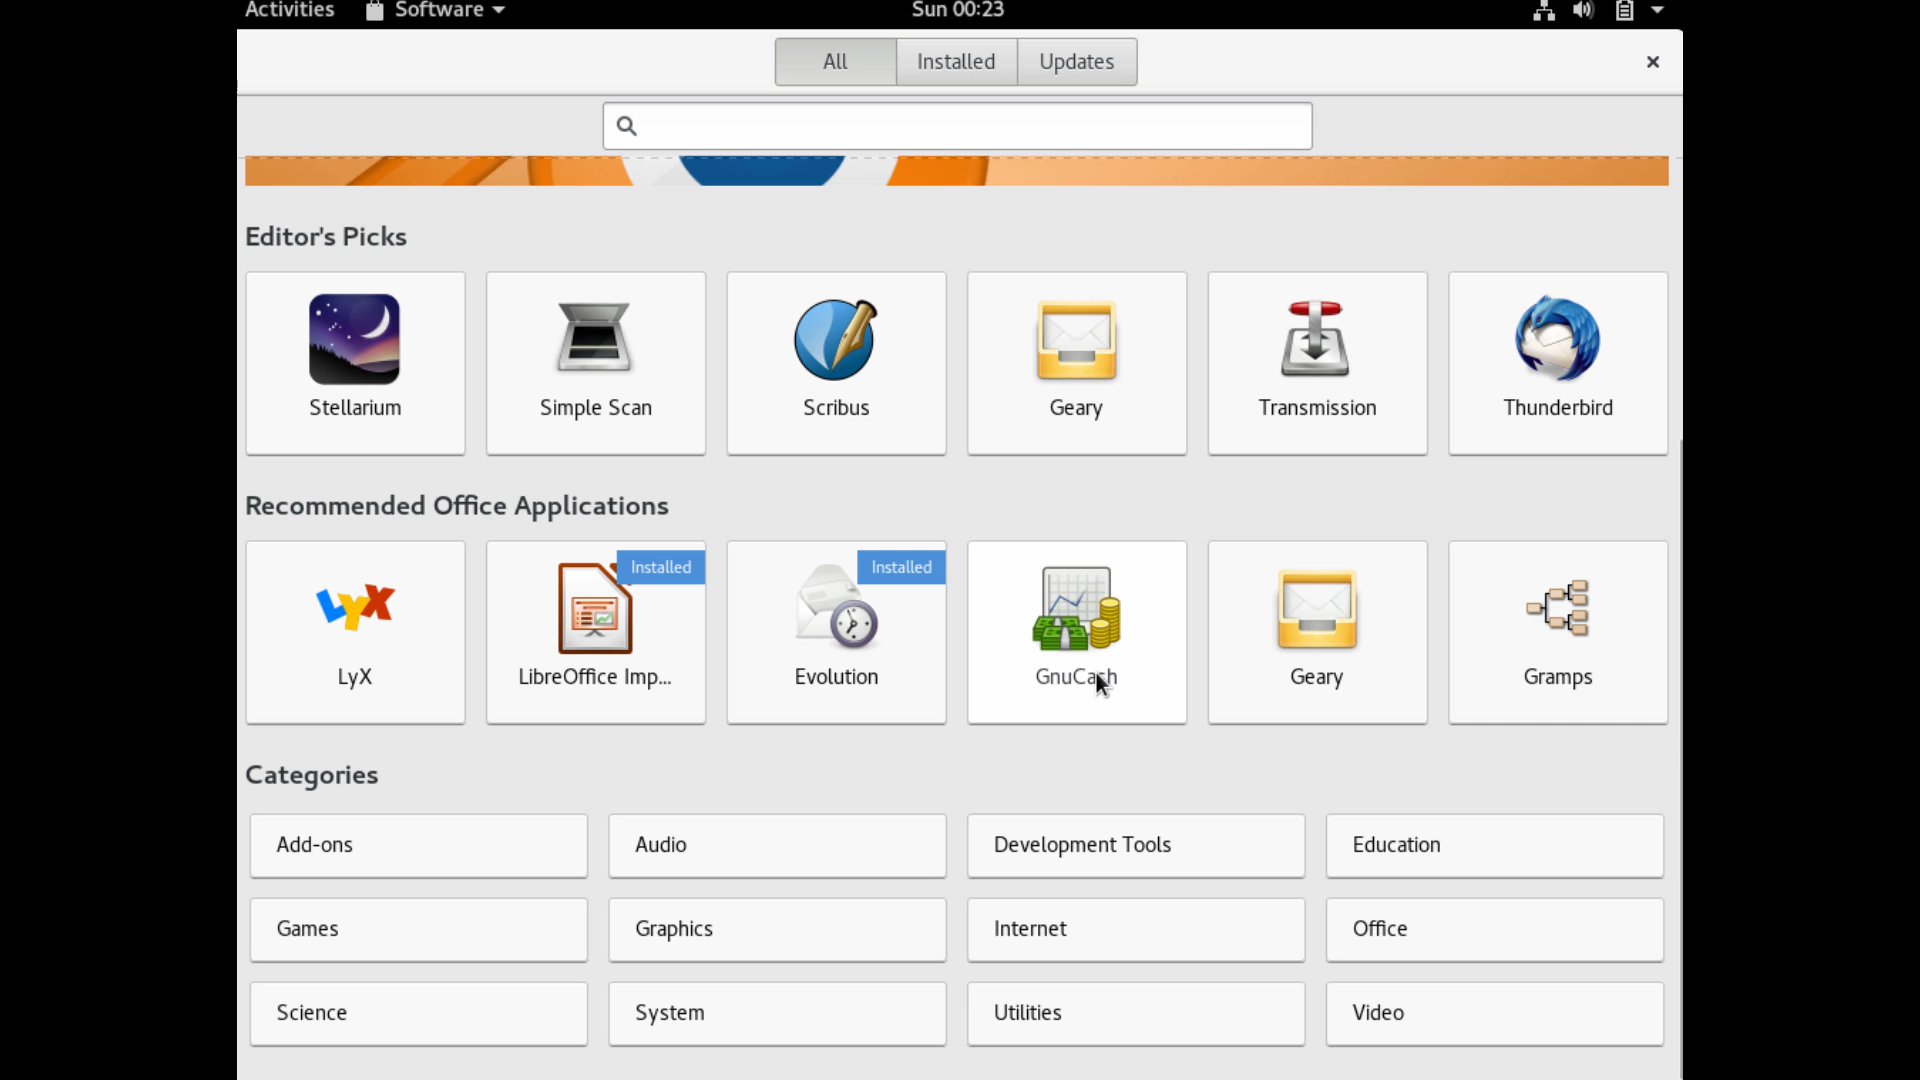 Activities Software Sun 00:23
All Installed Updates
Editor's Picks
Stellarium Simple Scan Scribus Geary Transmission Thunderbird
Recommended Office Applications
Installed Installed
LyX
LyX LibreOffice Imp... Evolution GnuCash Geary Gramps
Categories
Add-ons Audio Development Tools Education
Games Graphics Internet Office
Science System Utilities Video